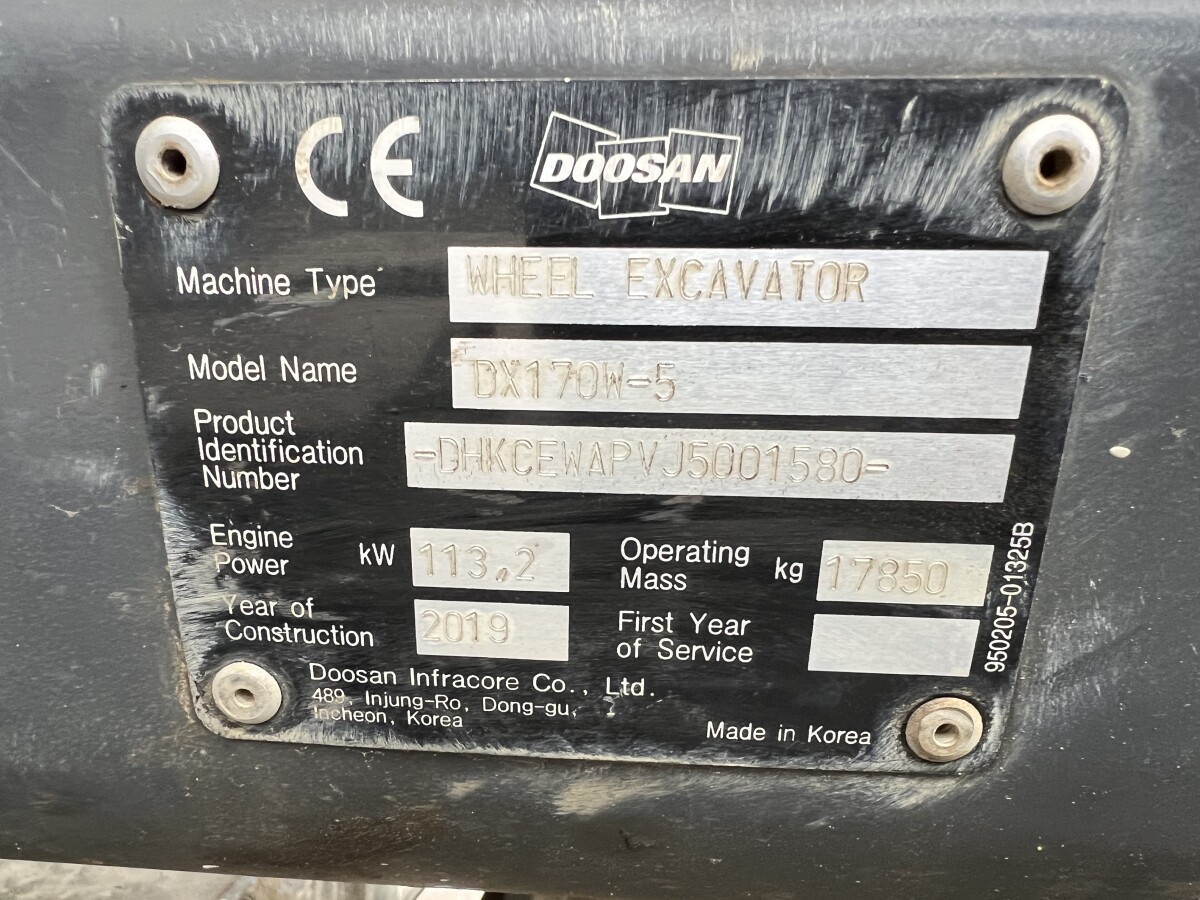 CE
DOOSAN
Machine Type WHEEL EXCAVATOR
Model Name DX170W-5
Product
Identification
Number -DHKCEWAPVJ5001580-
Engine
Power kW 113.2
Operating
Mass kg 17850
Year of
Construction 2019
First Year
of Service
950205-01325B
Doosan Infracore Co., Ltd.
489, Injung-Ro, Dong-gu,
Incheon, Korea
Made in Korea